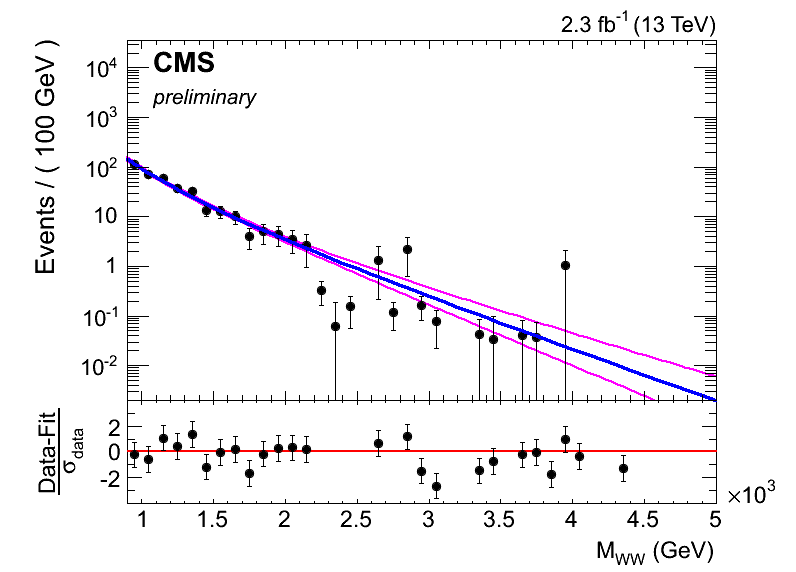 2.3 fb⁻¹ (13 TeV)
CMS
preliminary
Events / ( 100 GeV )
10⁴
10³
10²
10
1
10⁻¹
10⁻²
Data-Fit
σ_data
2
0
-2
1 1.5 2 2.5 3 3.5 4 4.5 5
×10³
M_WW (GeV)